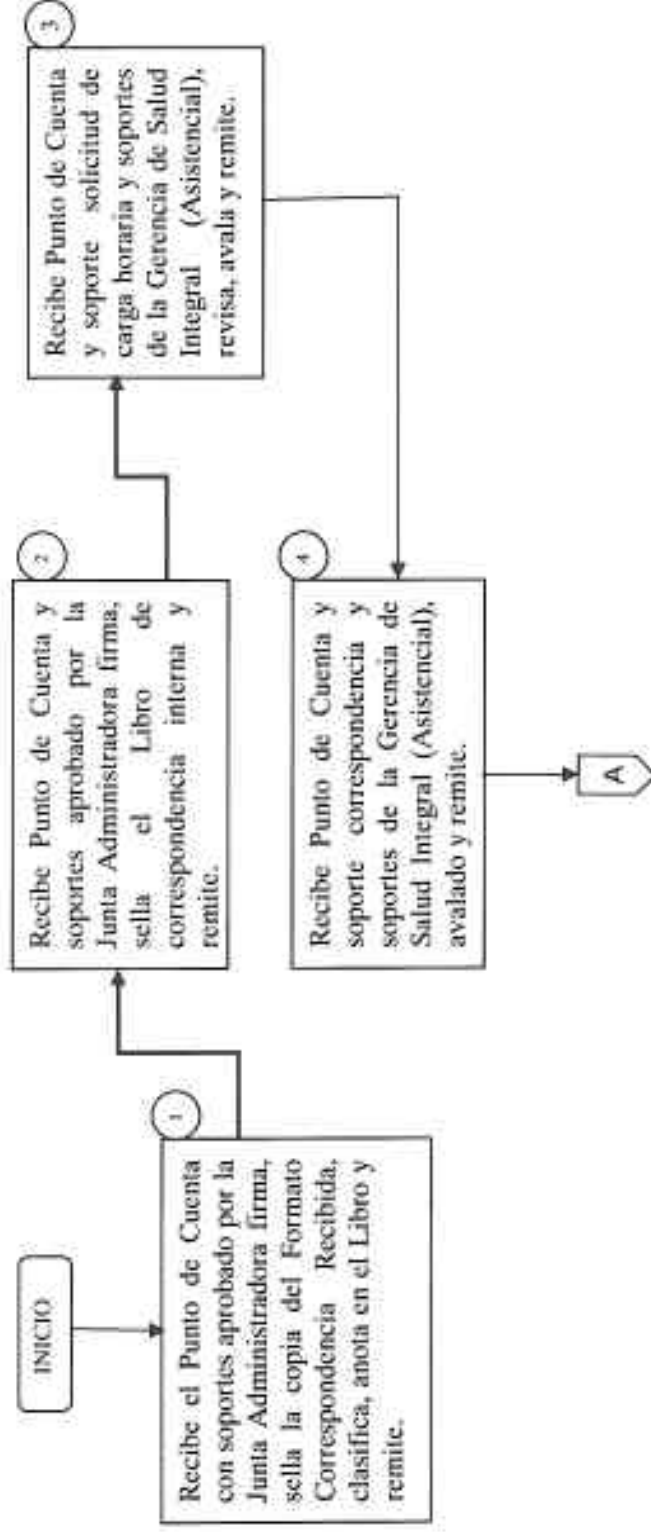 INICIO
1
Recibe el Punto de Cuenta
con soportes aprobado por la
Junta Administradora firma,
sella la copia del Formato
Correspondencia Recibida,
clasifica, anota en el Libro y
remite.
2
Recibe Punto de Cuenta y
soportes aprobado por la
Junta Administradora firma,
sella el Libro de
correspondencia interna y
remite.
3
Recibe Punto de Cuenta
y soporte solicitud de
carga horaria y soportes
de la Gerencia de Salud
Integral (Asistencial),
revisa, avala y remite.
4
Recibe Punto de Cuenta y
soporte correspondencia y
soportes de la Gerencia de
Salud Integral (Asistencial),
avalado y remite.
A